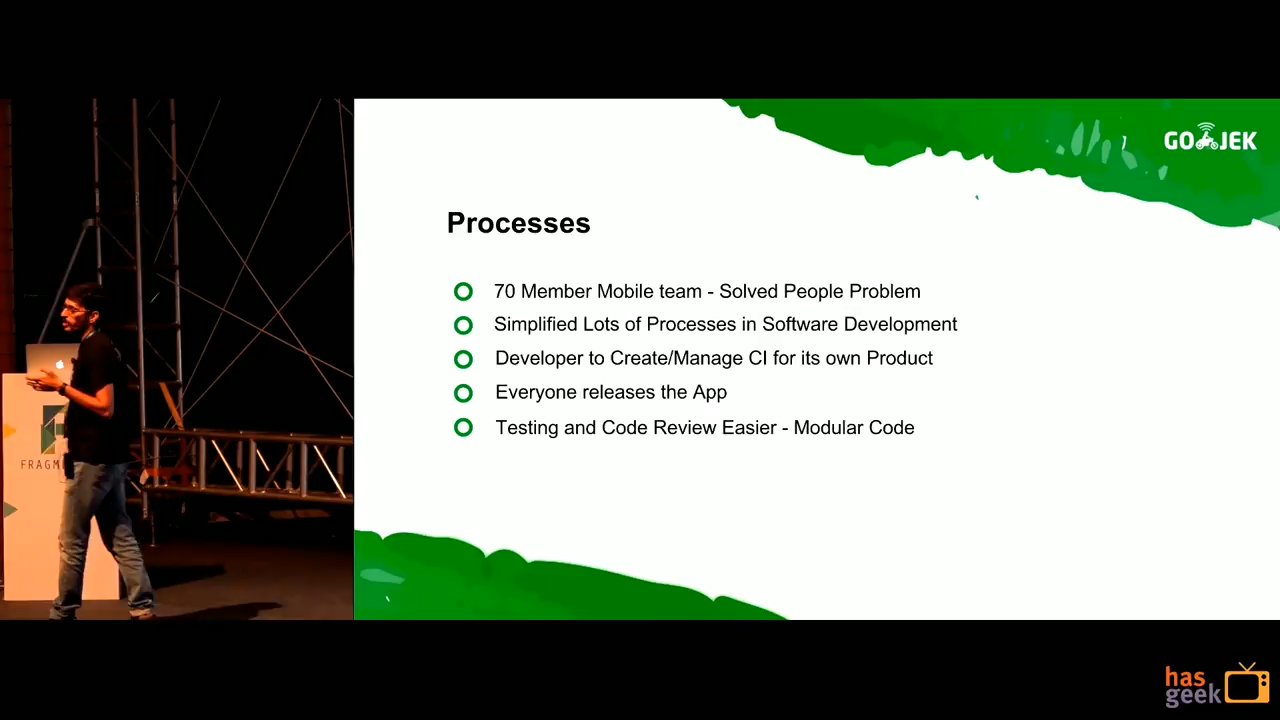 GO JEK
Processes
70 Member Mobile team - Solved People Problem
Simplified Lots of Processes in Software Development
Developer to Create/Manage CI for its own Product
Everyone releases the App
Testing and Code Review Easier - Modular Code
FRAGM
has
geek